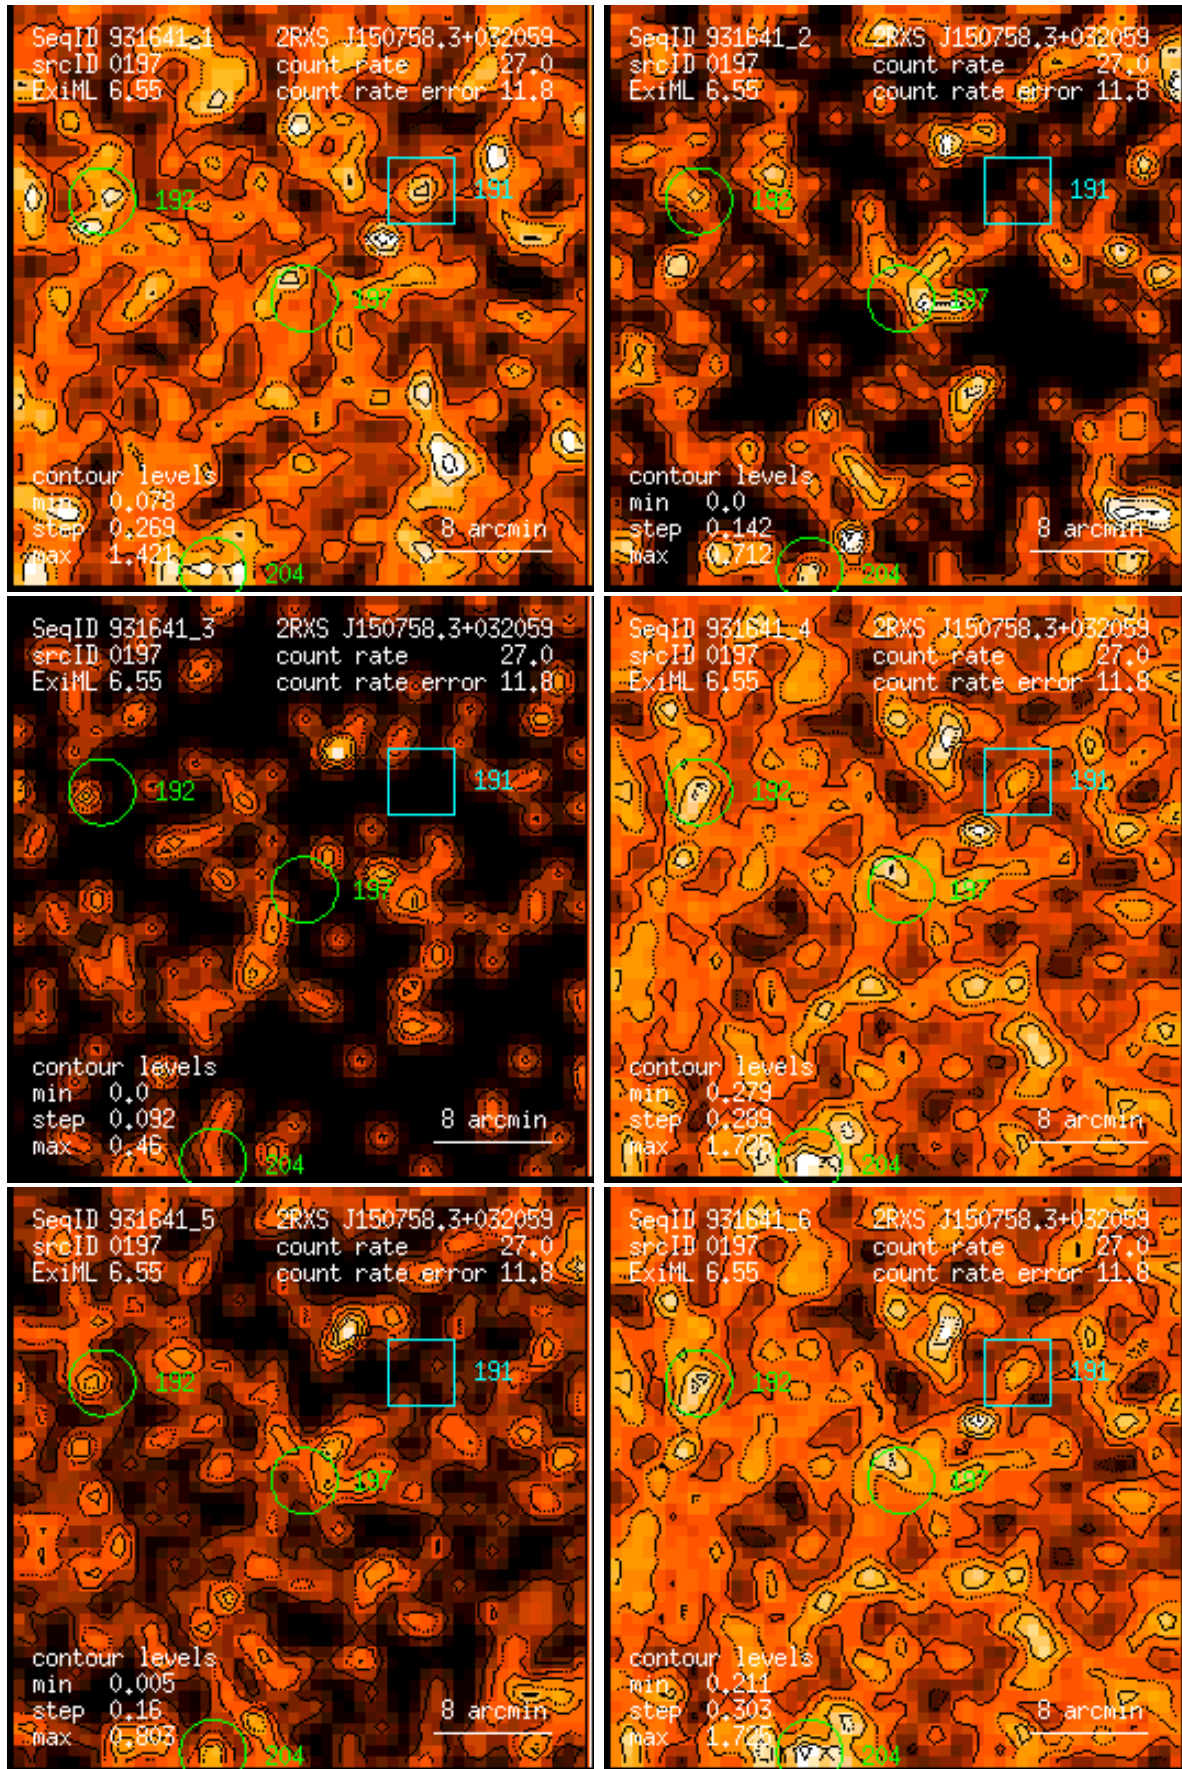 SeqID 931641_1 2RXS J150758.3+032059
srcID 0197 count rate 27.0
ExiML 6.55 count rate error 11.8
192
191
197
contour levels
min 0.078
step 0.269 8 arcmin
max 1.421
204
SeqID 931641_2 2RXS J150758.3+032059
srcID 0197 count rate 27.0
ExiML 6.55 count rate error 11.8
192
191
197
contour levels
min 0.0
step 0.142 8 arcmin
max 0.712
204
SeqID 931641_3 2RXS J150758.3+032059
srcID 0197 count rate 27.0
ExiML 6.55 count rate error 11.8
192
191
197
contour levels
min 0.0
step 0.092 8 arcmin
max 0.46
204
SeqID 931641_4 2RXS J150758.3+032059
srcID 0197 count rate 27.0
ExiML 6.55 count rate error 11.8
192
191
197
contour levels
min 0.279
step 0.289 8 arcmin
max 1.725
204
SeqID 931641_5 2RXS J150758.3+032059
srcID 0197 count rate 27.0
ExiML 6.55 count rate error 11.8
192
191
197
contour levels
min 0.005
step 0.16 8 arcmin
max 0.803
204
SeqID 931641_6 2RXS J150758.3+032059
srcID 0197 count rate 27.0
ExiML 6.55 count rate error 11.8
192
191
197
contour levels
min 0.211
step 0.303 8 arcmin
max 1.725
204